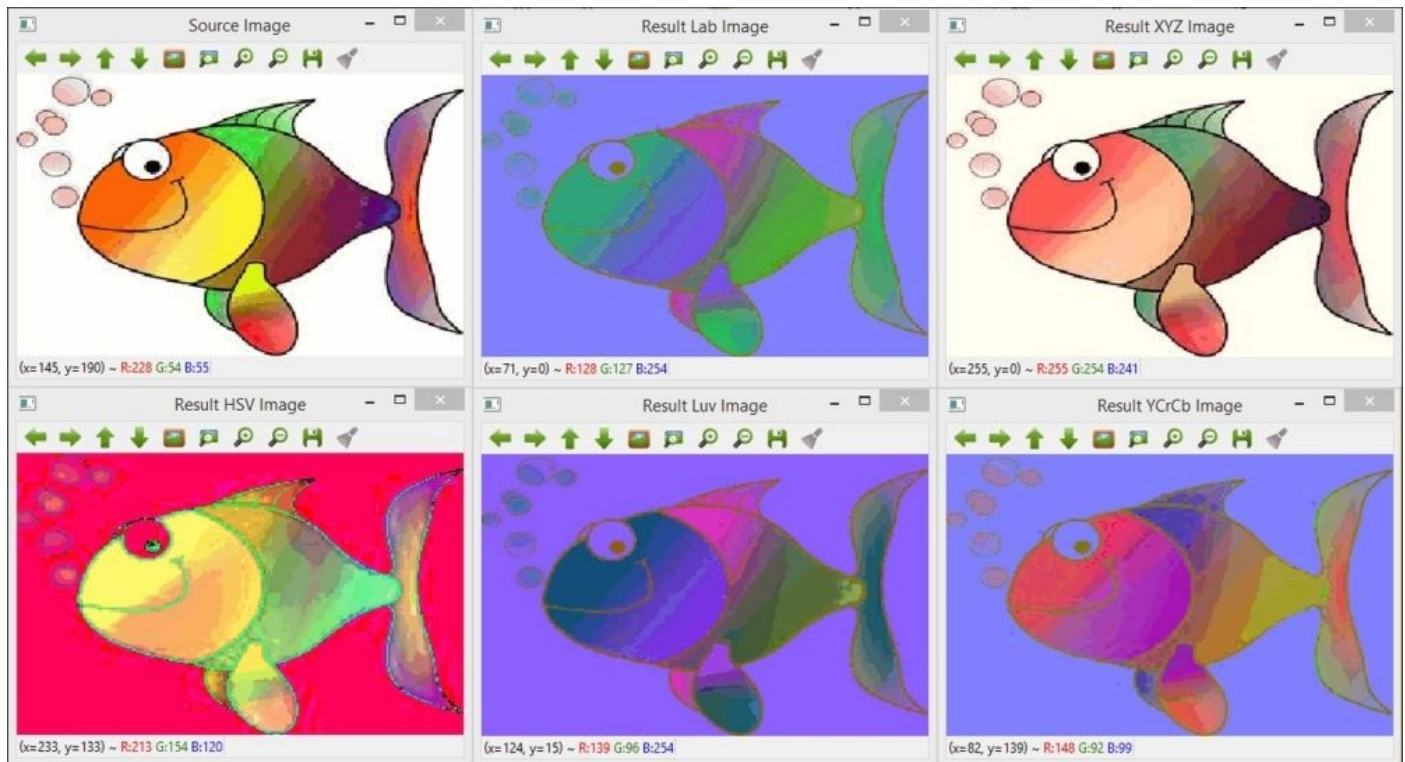 Source Image
Result Lab Image
Result XYZ Image
(x=145, y=190) ~ R:228 G:54 B:55
(x=71, y=0) ~ R:128 G:127 B:254
(x=255, y=0) ~ R:255 G:254 B:241
Result HSV Image
Result Luv Image
Result YCrCb Image
(x=233, y=133) ~ R:213 G:154 B:120
(x=124, y=15) ~ R:139 G:96 B:254
(x=82, y=139) ~ R:148 G:92 B:99